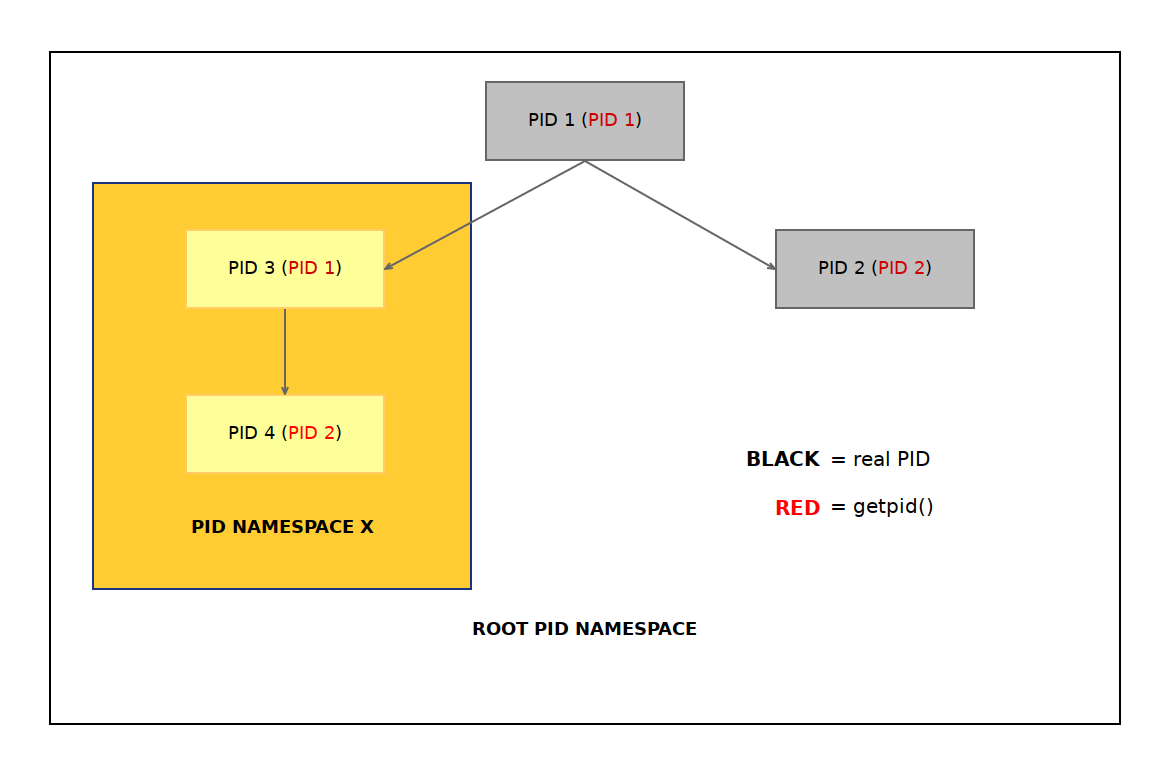 PID 1 (PID 1)
PID 3 (PID 1)
PID 2 (PID 2)
PID 4 (PID 2)
BLACK = real PID
RED = getpid()
PID NAMESPACE X
ROOT PID NAMESPACE